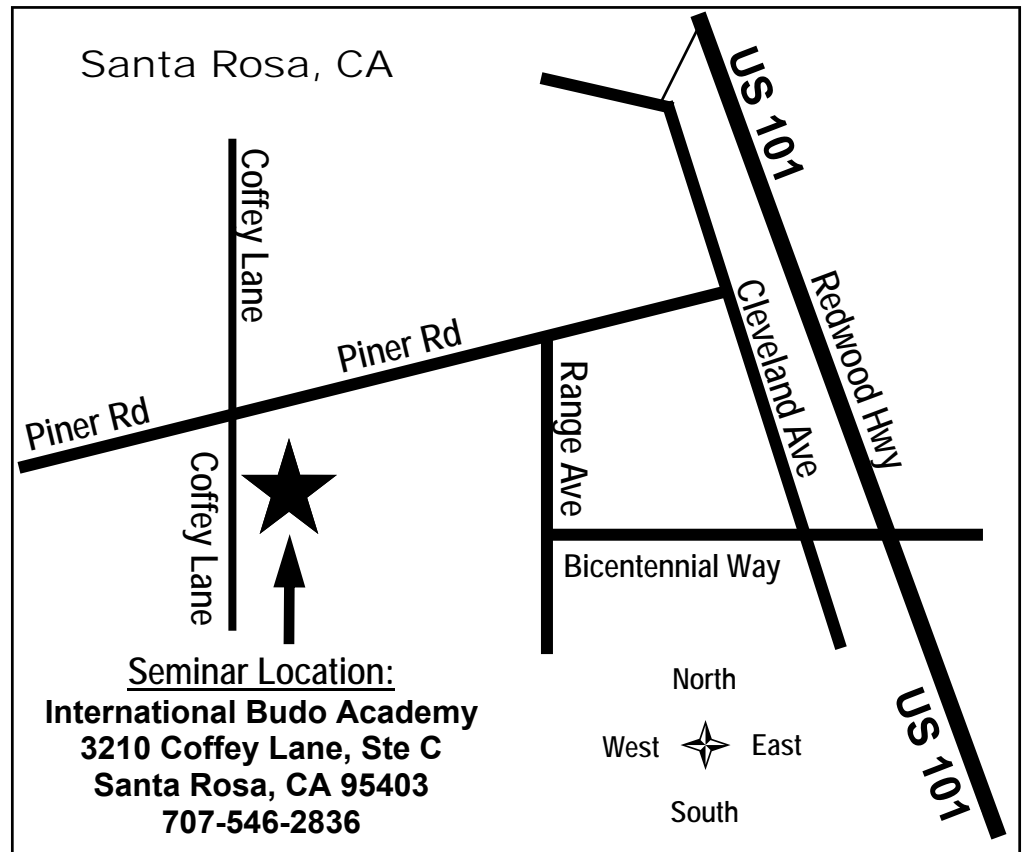 Santa Rosa, CA
US 101
Coffey Lane
Redwood Hwy
Cleveland Ave
Piner Rd
Range Ave
Piner Rd
Coffey Lane
Bicentennial Way
Seminar Location:
International Budo Academy
3210 Coffey Lane, Ste C
Santa Rosa, CA 95403
707-546-2836
North
West
East
South
US 101